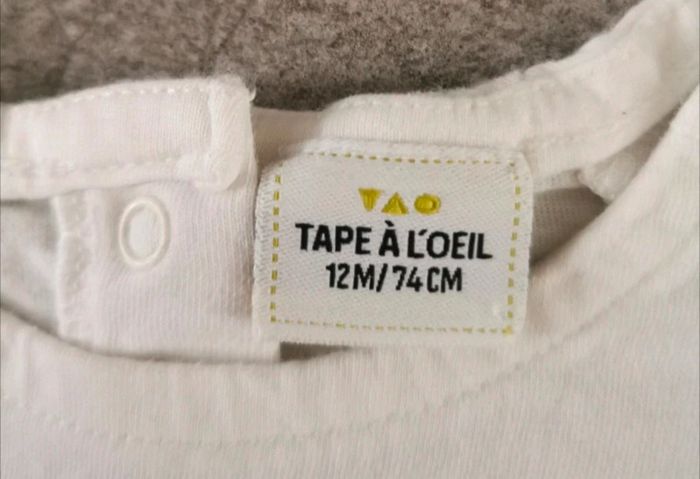 TAO
TAPE À L'OEIL
12M/74CM